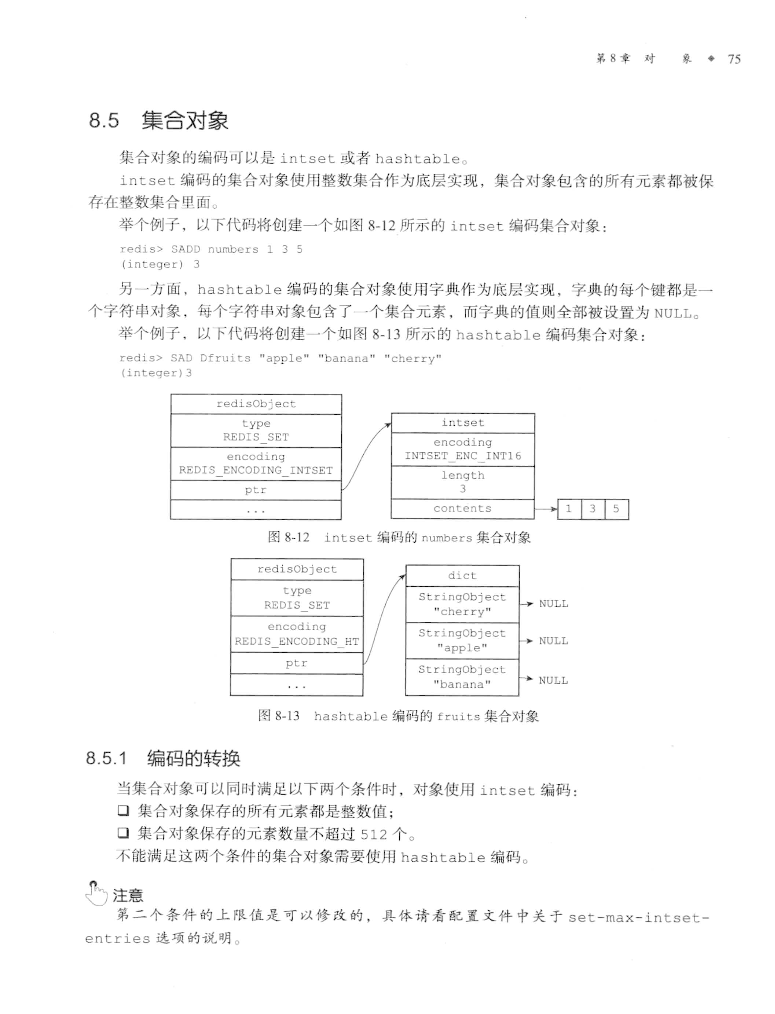 第8章 对 象 ◆ 75
8.5 集合对象
集合对象的编码可以是 intset 或者 hashtable。
intset 编码的集合对象使用整数集合作为底层实现，集合对象包含的所有元素都被保
存在整数集合里面。
举个例子，以下代码将创建一个如图 8-12 所示的 intset 编码集合对象：
redis> SADD numbers 1 3 5
(integer) 3
另一方面，hashtable 编码的集合对象使用字典作为底层实现，字典的每个键都是一
个字符串对象，每个字符串对象包含了一个集合元素，而字典的值则全部被设置为 NULL。
举个例子，以下代码将创建一个如图 8-13 所示的 hashtable 编码集合对象：
redis> SAD Dfruits "apple" "banana" "cherry"
(integer)3
redisObject
type
REDIS_SET
encoding
REDIS_ENCODING_INTSET
ptr
...
intset
encoding
INTSET_ENC_INT16
length
3
contents
1 3 5
图 8-12 intset 编码的 numbers 集合对象
redisObject
type
REDIS_SET
encoding
REDIS_ENCODING_HT
ptr
...
dict
StringObject
"cherry"
NULL
StringObject
"apple"
NULL
StringObject
"banana"
NULL
图 8-13 hashtable 编码的 fruits 集合对象
8.5.1 编码的转换
当集合对象可以同时满足以下两个条件时，对象使用 intset 编码：
❑ 集合对象保存的所有元素都是整数值；
❑ 集合对象保存的元素数量不超过 512 个。
不能满足这两个条件的集合对象需要使用 hashtable 编码。
注意
第二个条件的上限值是可以修改的，具体请看配置文件中关于 set-max-intset-
entries 选项的说明。